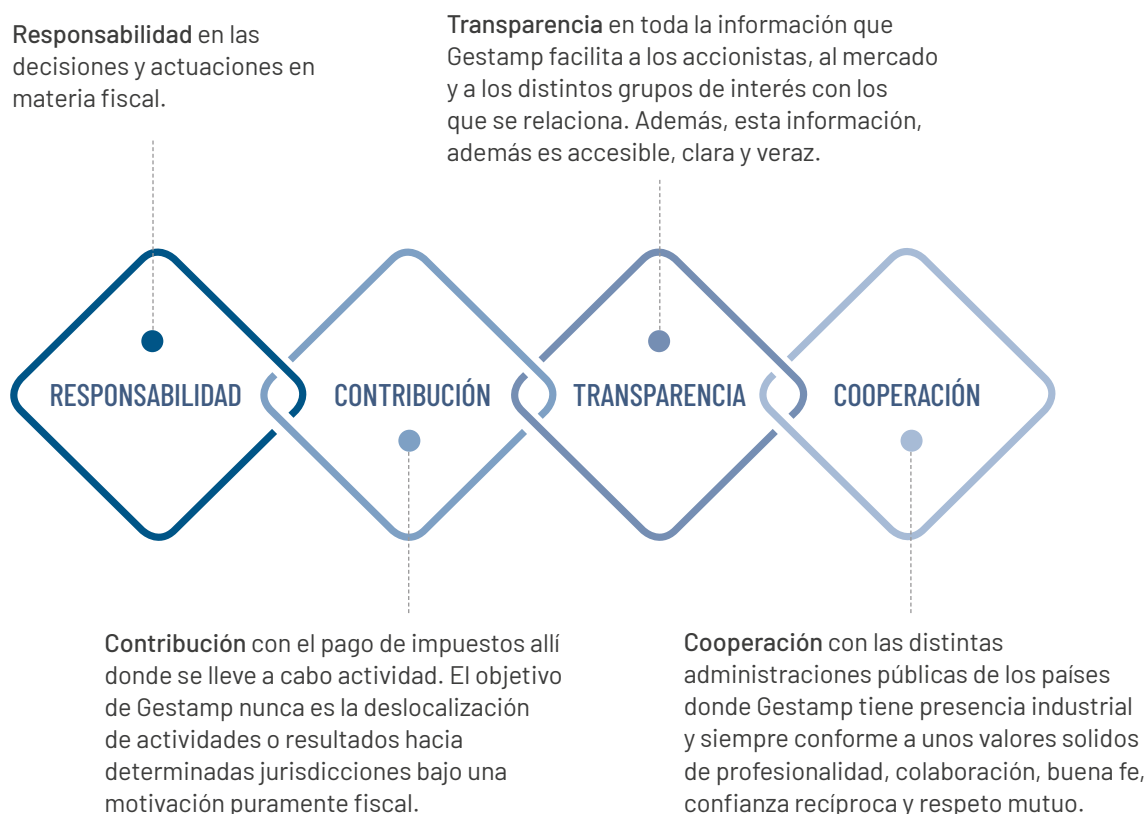 Responsabilidad en las
decisiones y actuaciones en
materia fiscal.
Transparencia en toda la información que
Gestamp facilita a los accionistas, al mercado
y a los distintos grupos de interés con los
que se relaciona. Además, esta información,
además es accesible, clara y veraz.
RESPONSABILIDAD
CONTRIBUCIÓN
TRANSPARENCIA
COOPERACIÓN
Contribución con el pago de impuestos allí
donde se lleve a cabo actividad. El objetivo
de Gestamp nunca es la deslocalización
de actividades o resultados hacia
determinadas jurisdicciones bajo una
motivación puramente fiscal.
Cooperación con las distintas
administraciones públicas de los países
donde Gestamp tiene presencia industrial
y siempre conforme a unos valores solidos
de profesionalidad, colaboración, buena fe,
confianza recíproca y respeto mutuo.